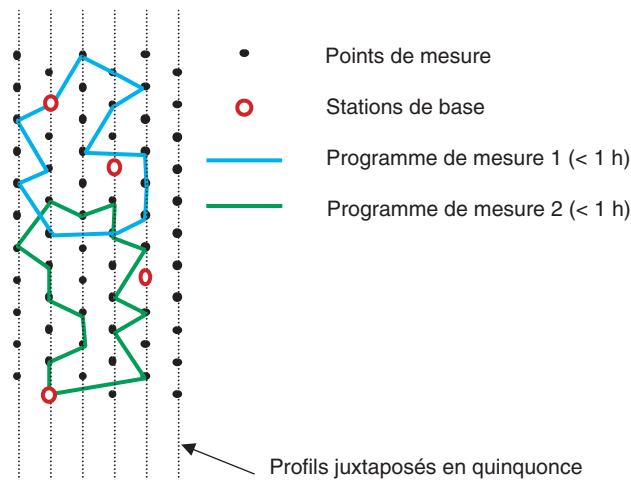 Points de mesure
Stations de base
Programme de mesure 1 (< 1 h)
Programme de mesure 2 (< 1 h)
Profils juxtaposés en quinquonce